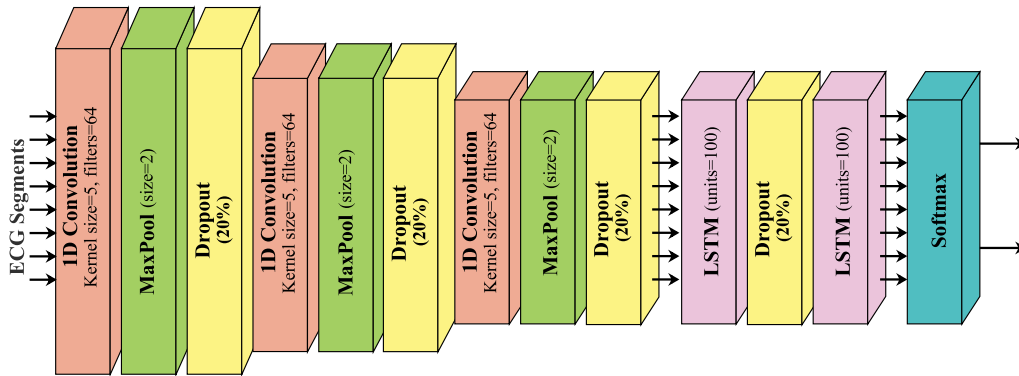 ECG Segments
1D Convolution
Kernel size=5, filters=64
MaxPool (size=2)
Dropout
(20%)
1D Convolution
Kernel size=5, filters=64
MaxPool (size=2)
Dropout
(20%)
1D Convolution
Kernel size=5, filters=64
MaxPool (size=2)
Dropout
(20%)
LSTM (units=100)
Dropout
(20%)
LSTM (units=100)
Softmax